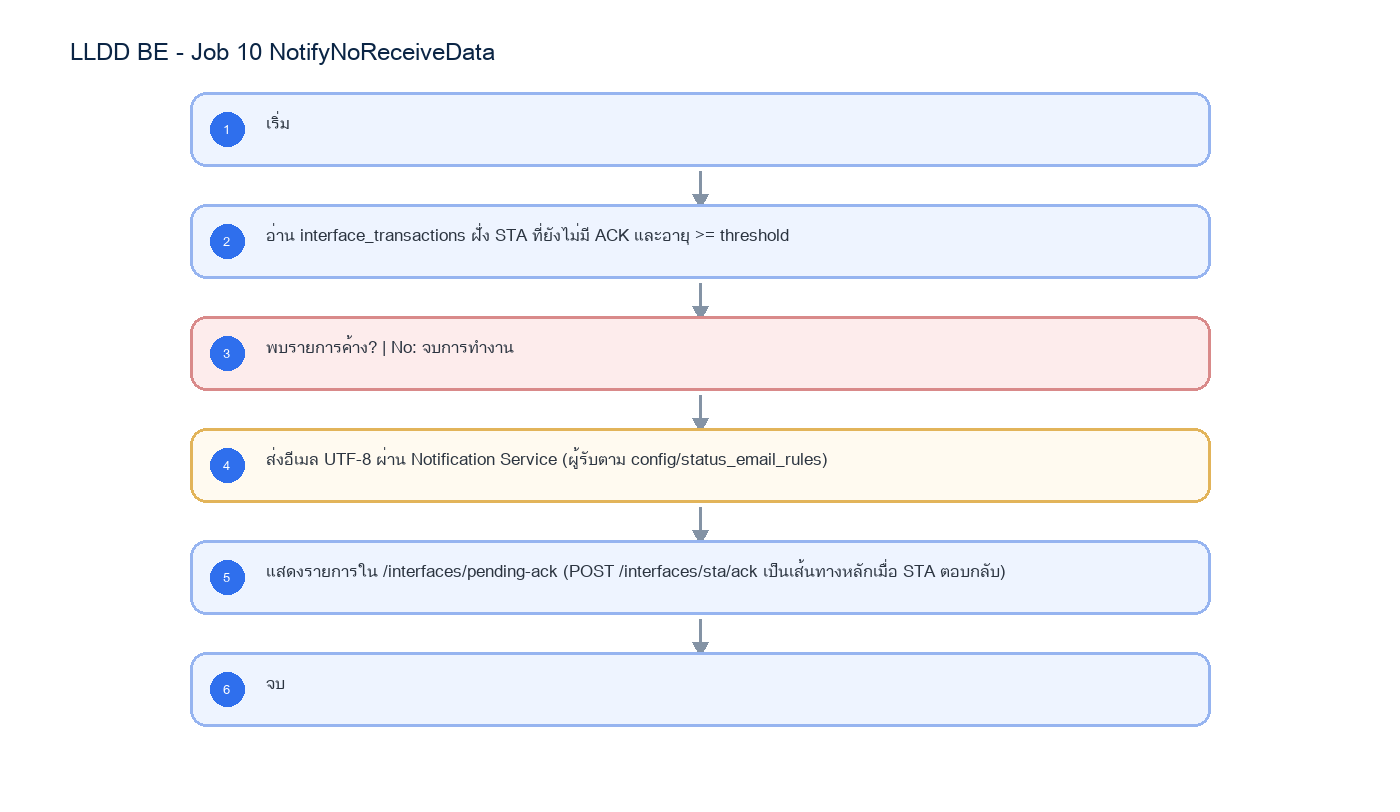 LLDD BE - Job 10 NotifyNoReceiveData
1 เริ่ม
2 อ่าน interface_transactions ฝั่ง STA ที่ยังไม่มี ACK และอายุ >= threshold
3 พบรายการค้าง? | No: จบการทำงาน
4 ส่งอีเมล UTF-8 ผ่าน Notification Service (ผู้รับตาม config/status_email_rules)
5 แสดงรายการใน /interfaces/pending-ack (POST /interfaces/sta/ack เป็นเส้นทางหลักเมื่อ STA ตอบกลับ)
6 จบ